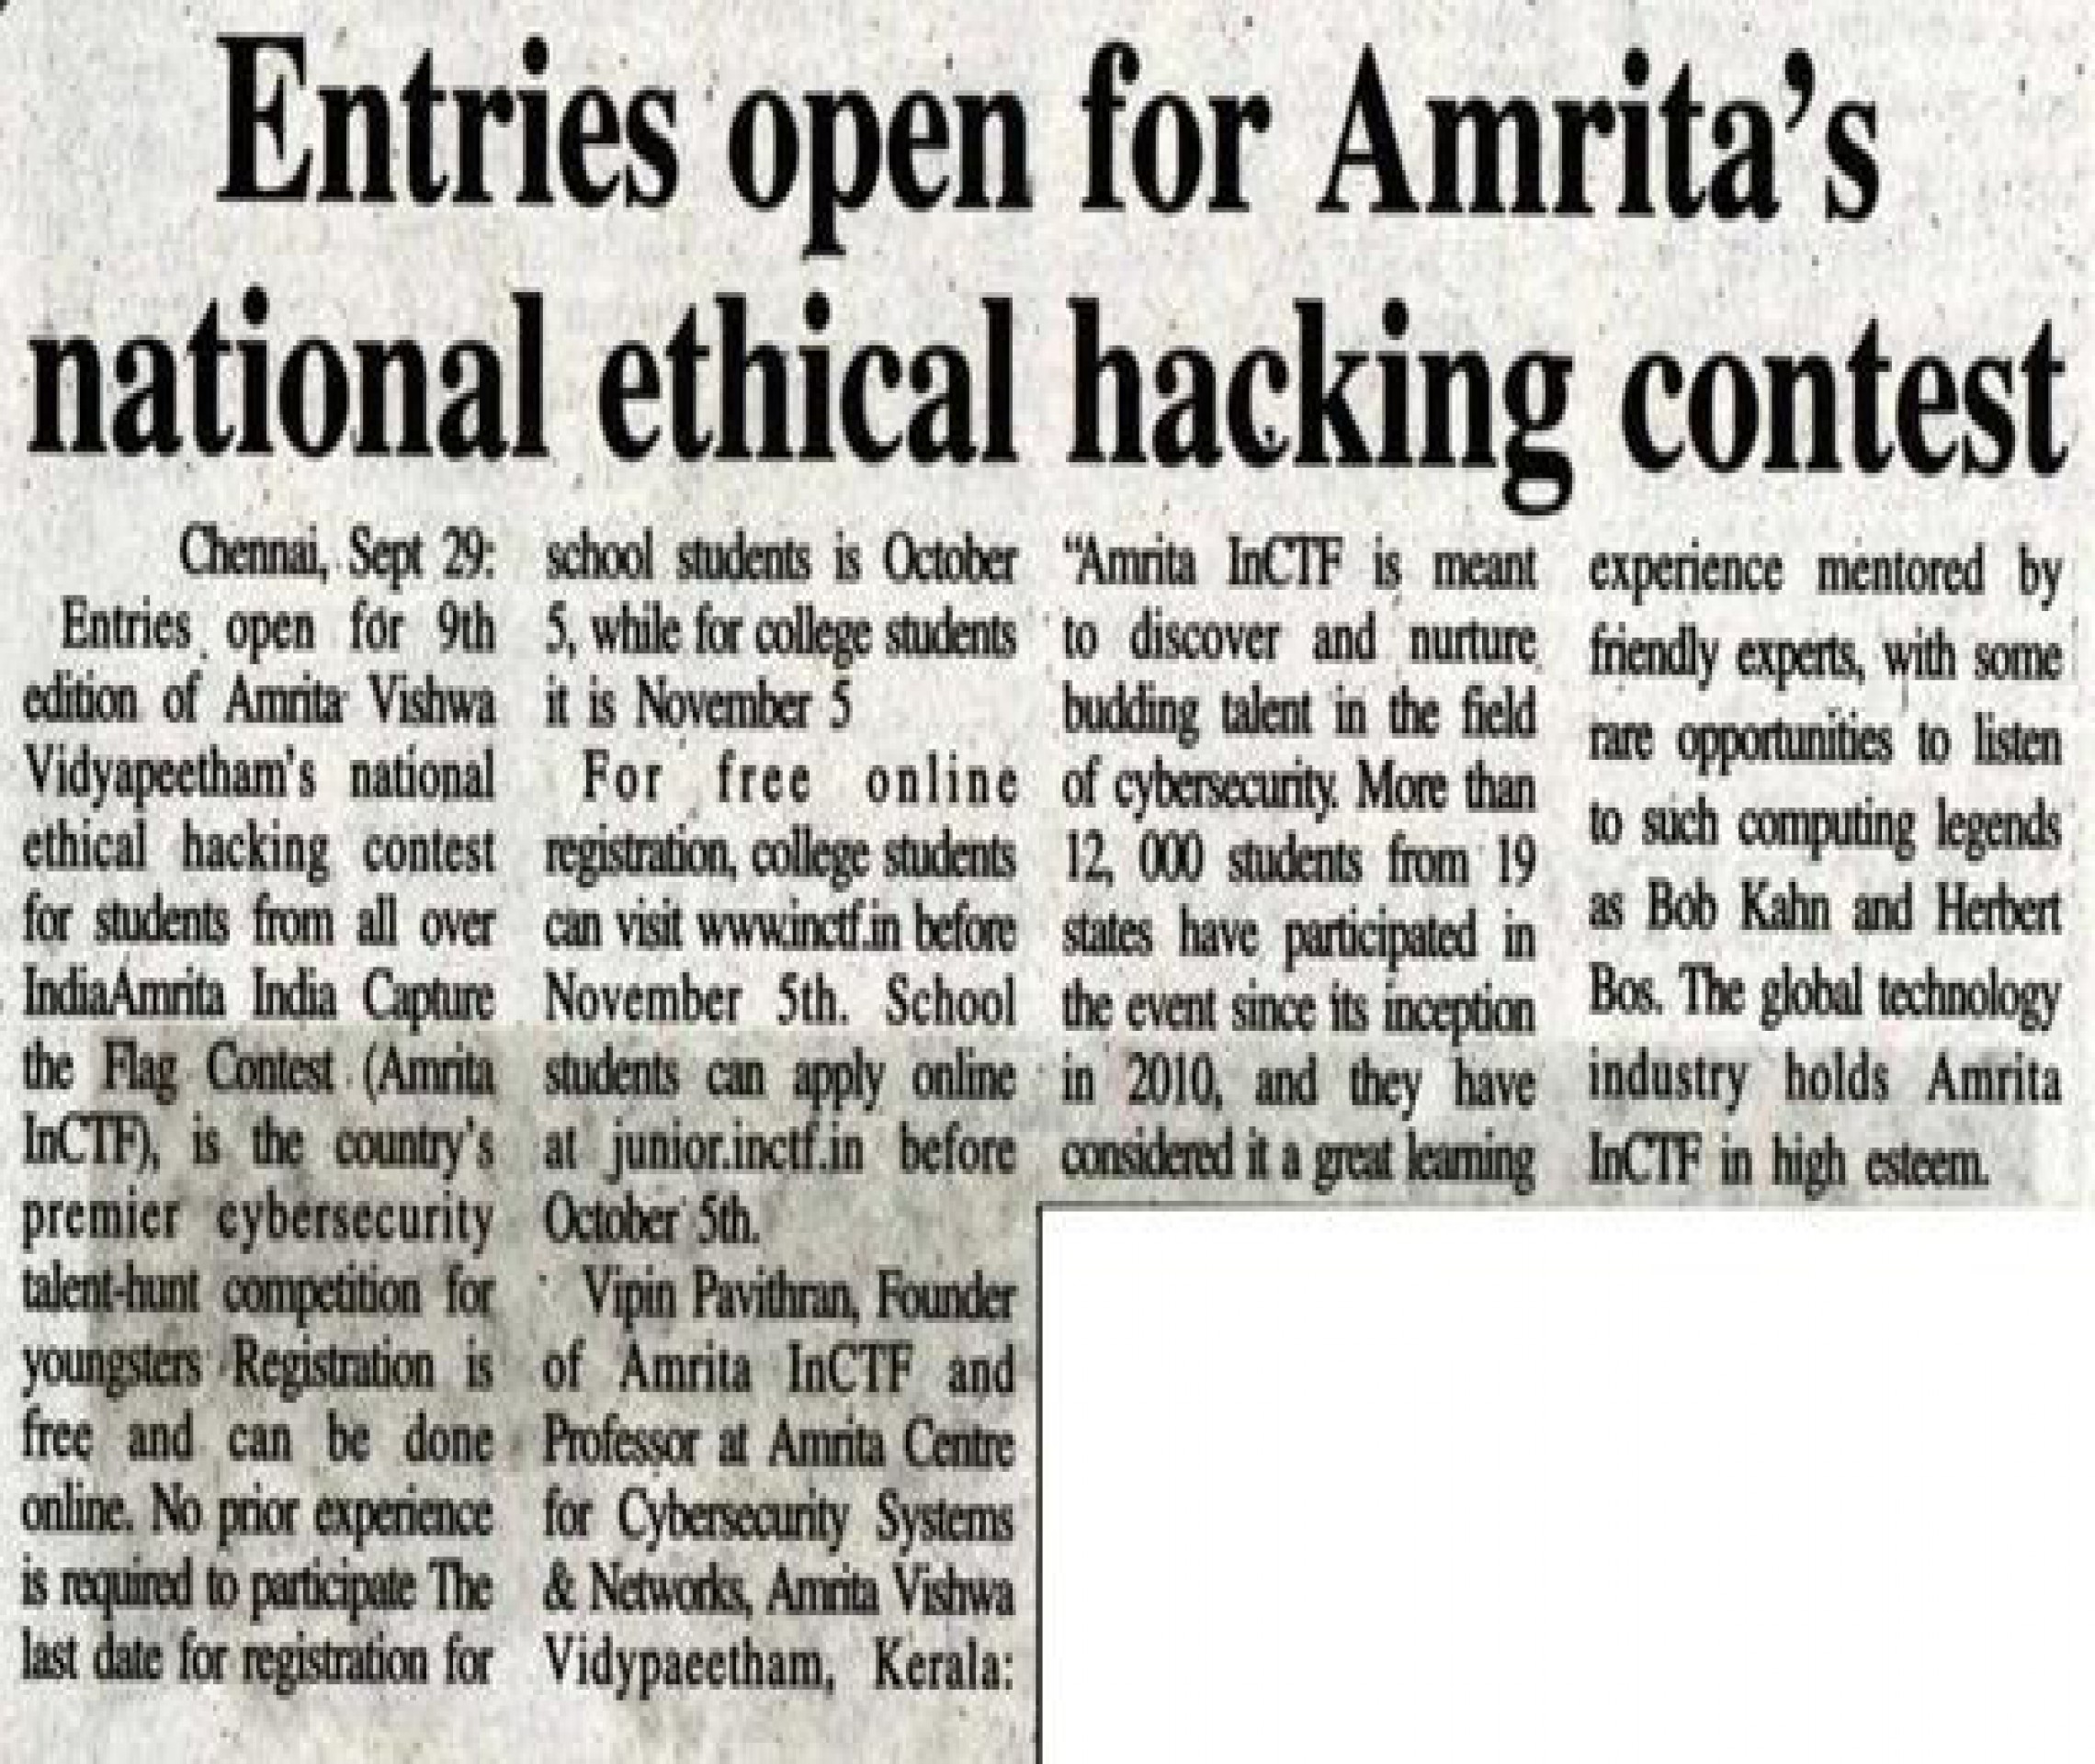 Entries open for Amrita's
national ethical hacking contest
Chennai, Sept 29:
Entries open for 9th
edition of Amrita Vishwa
Vidyapeetham's national
ethical hacking contest
for students from all over
IndiaAmrita India Capture
the Flag Contest (Amrita
InCTF), is the country's
premier cybersecurity
talent-hunt competition for
youngsters Registration is
free and can be done
online. No prior experience
is required to participate The
last date for registration for
school students is October
5, while for college students
it is November 5
For free online
registration, college students
can visit www.inctf.in before
November 5th. School
students can apply online
at junior.inctf.in before
October 5th.
Vipin Pavithran, Founder
of Amrita InCTF and
Professor at Amrita Centre
for Cybersecurity Systems
& Networks, Amrita Vishwa
Vidypaeetham, Kerala:
“Amrita InCTF is meant
to discover and nurture
budding talent in the field
of cybersecurity. More than
12, 000 students from 19
states have participated in
the event since its inception
in 2010, and they have
considered it a great learning
experience mentored by
friendly experts, with some
rare opportunities to listen
to such computing legends
as Bob Kahn and Herbert
Bos. The global technology
industry holds Amrita
InCTF in high esteem.